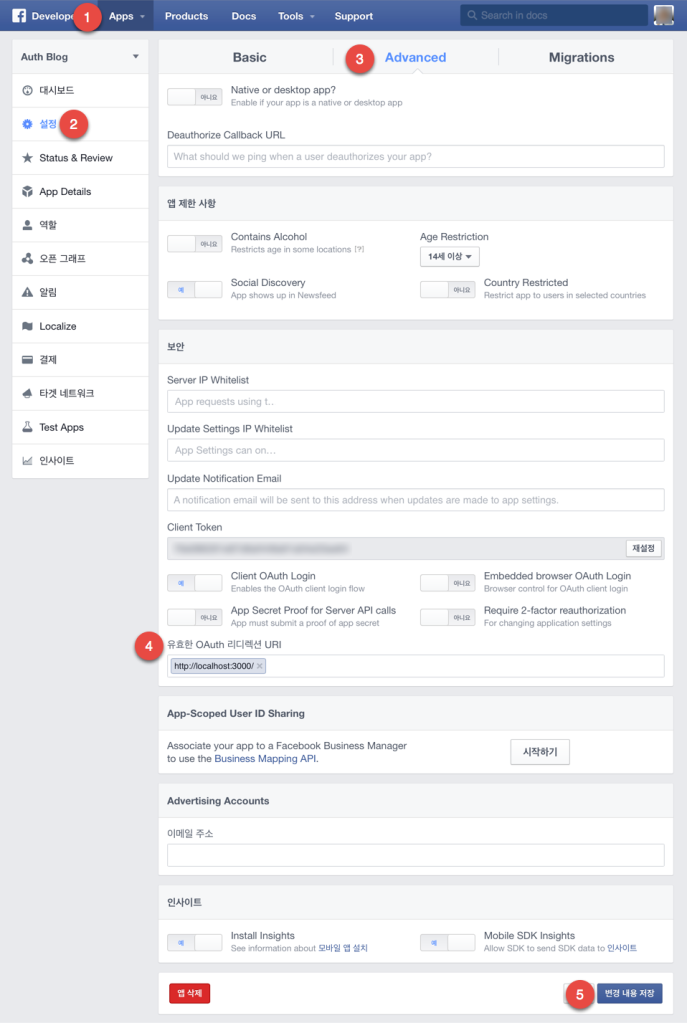 Develope
1
Apps
Products
Docs
Tools
Support
Search in docs
Auth Blog
대시보드
설정
2
Status & Review
App Details
역할
오픈 그래프
알림
Localize
결제
타겟 네트워크
Test Apps
인사이트
Basic
3
Advanced
Migrations
아니요
Native or desktop app?
Enable if your app is a native or desktop app
Deauthorize Callback URL
What should we ping when a user deauthorizes your app?
앱 제한 사항
아니요
Contains Alcohol
Restricts age in some locations [?]
Age Restriction
14세 이상
예
Social Discovery
App shows up in Newsfeed
아니요
Country Restricted
Restrict app to users in selected countries
보안
Server IP Whitelist
App requests using t..
Update Settings IP Whitelist
App Settings can on...
Update Notification Email
A notification email will be sent to this address when updates are made to app settings.
Client Token
재설정
예
Client OAuth Login
Enables the OAuth client login flow
아니요
Embedded browser OAuth Login
Browser control for OAuth client login
아니요
App Secret Proof for Server API calls
App must submit a proof of app secret
아니요
Require 2-factor reauthorization
For changing application settings
4
유효한 OAuth 리디렉션 URI
http://localhost:3000/ ×
App-Scoped User ID Sharing
Associate your app to a Facebook Business Manager
to use the Business Mapping API.
시작하기
Advertising Accounts
이메일 주소
인사이트
예
Install Insights
See information about 모바일 앱 설치
예
Mobile SDK Insights
Allow SDK to send SDK data to 인사이트
앱 삭제
5
변경 내용 저장